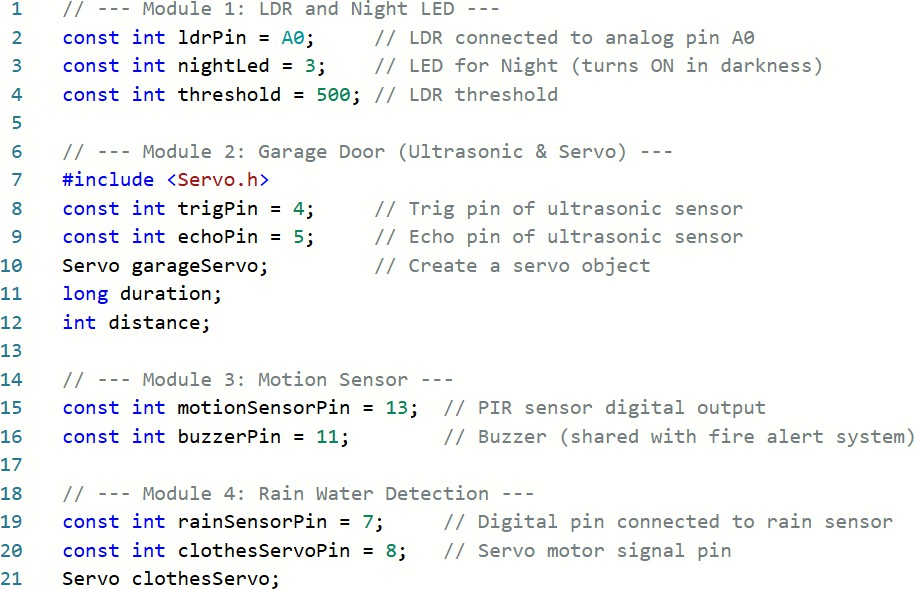 1 // --- Module 1: LDR and Night LED ---
2 const int ldrPin = A0;     // LDR connected to analog pin A0
3 const int nightLed = 3;    // LED for Night (turns ON in darkness)
4 const int threshold = 500; // LDR threshold
5
6 // --- Module 2: Garage Door (Ultrasonic & Servo) ---
7 #include <Servo.h>
8 const int trigPin = 4;     // Trig pin of ultrasonic sensor
9 const int echoPin = 5;     // Echo pin of ultrasonic sensor
10 Servo garageServo;         // Create a servo object
11 long duration;
12 int distance;
13
14 // --- Module 3: Motion Sensor ---
15 const int motionSensorPin = 13;  // PIR sensor digital output
16 const int buzzerPin = 11;        // Buzzer (shared with fire alert system)
17
18 // --- Module 4: Rain Water Detection ---
19 const int rainSensorPin = 7;     // Digital pin connected to rain sensor
20 const int clothesServoPin = 8;   // Servo motor signal pin
21 Servo clothesServo;